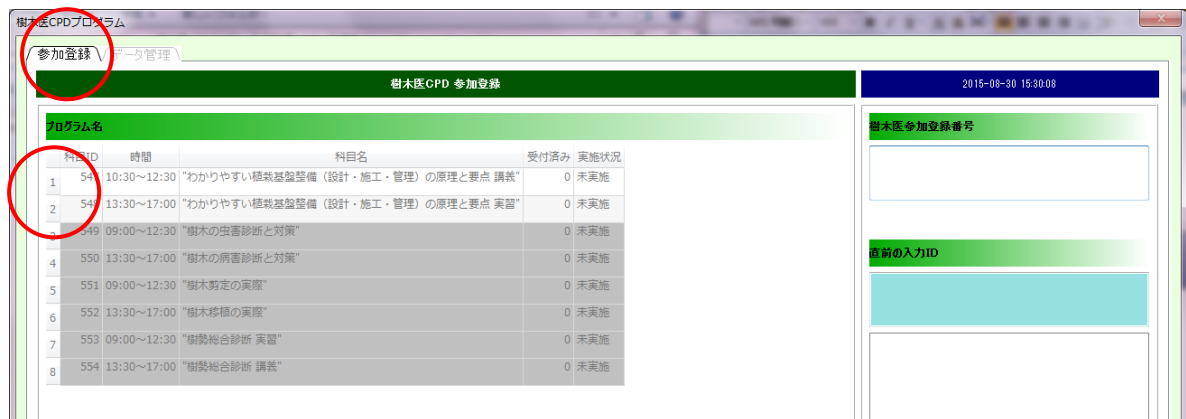 樹木医CPDプログラム
参加登録 データ管理
樹木医CPD 参加登録 2015-08-30 15:30:08
プログラム名 樹木医参加登録番号
科目ID 時間 科目名 受付済み 実施状況
1 547 10:30～12:30 "わかりやすい植栽基盤整備（設計・施工・管理）の原理と要点 講義" 0 未実施
2 548 13:30～17:00 "わかりやすい植栽基盤整備（設計・施工・管理）の原理と要点 実習" 0 未実施
3 549 09:00～12:30 "樹木の虫害診断と対策" 0 未実施
直前の入力ID
4 550 13:30～17:00 "樹木の病害診断と対策" 0 未実施
5 551 09:00～12:30 "樹木剪定の実際" 0 未実施
6 552 13:30～17:00 "樹木移植の実際" 0 未実施
7 553 09:00～12:30 "樹勢総合診断 実習" 0 未実施
8 554 13:30～17:00 "樹勢総合診断 講義" 0 未実施